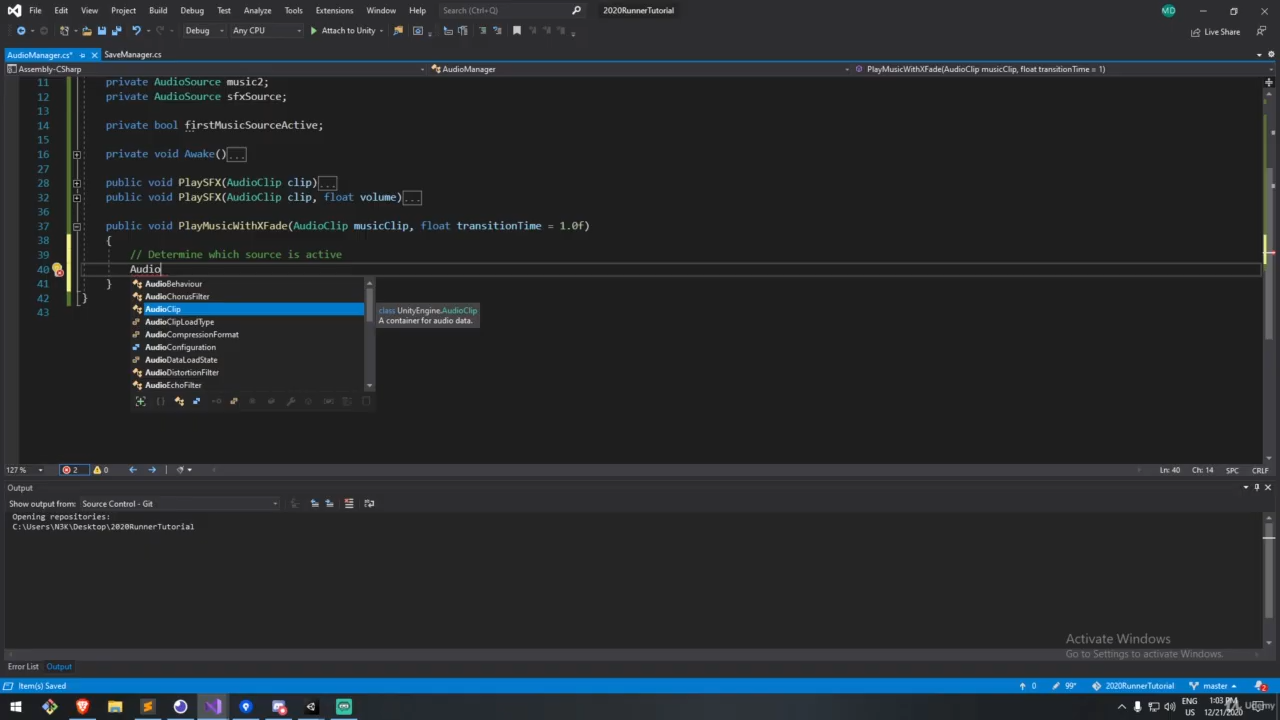 File Edit View Project Build Debug Test Analyze Tools Extensions Window Help Search (Ctrl+Q) 2020RunnerTutorial MD
Debug Any CPU Attach to Unity Live Share
AudioManager.cs* SaveManager.cs
Assembly-CSharp AudioManager PlayMusicWithXFade(AudioClip musicClip, float transitionTime = 1)
11 private AudioSource music2;
12 private AudioSource sfxSource;
13
14 private bool firstMusicSourceActive;
15
16 private void Awake()...
27
28 public void PlaySFX(AudioClip clip)...
32 public void PlaySFX(AudioClip clip, float volume)...
36
37 public void PlayMusicWithXFade(AudioClip musicClip, float transitionTime = 1.0f)
38 {
39 // Determine which source is active
40 Audio
41 }
42 }
43
AudioBehaviour
AudioChorusFilter
AudioClip
AudioClipLoadType
AudioCompressionFormat
AudioConfiguration
AudioDataLoadState
AudioDistortionFilter
AudioEchoFilter
class UnityEngine.AudioClip
A container for audio data.
127 % 2 0 Ln: 40 Ch: 14 SPC CRLF
Output
Show output from: Source Control - Git
Opening repositories:
C:\Users\N3K\Desktop\2020RunnerTutorial
Activate Windows
Go to Settings to activate Windows.
Error List Output
Item(s) Saved 0 99+ 2020RunnerTutorial master 2
ENG 1:03 PM
US 12/21/2020
Udemy